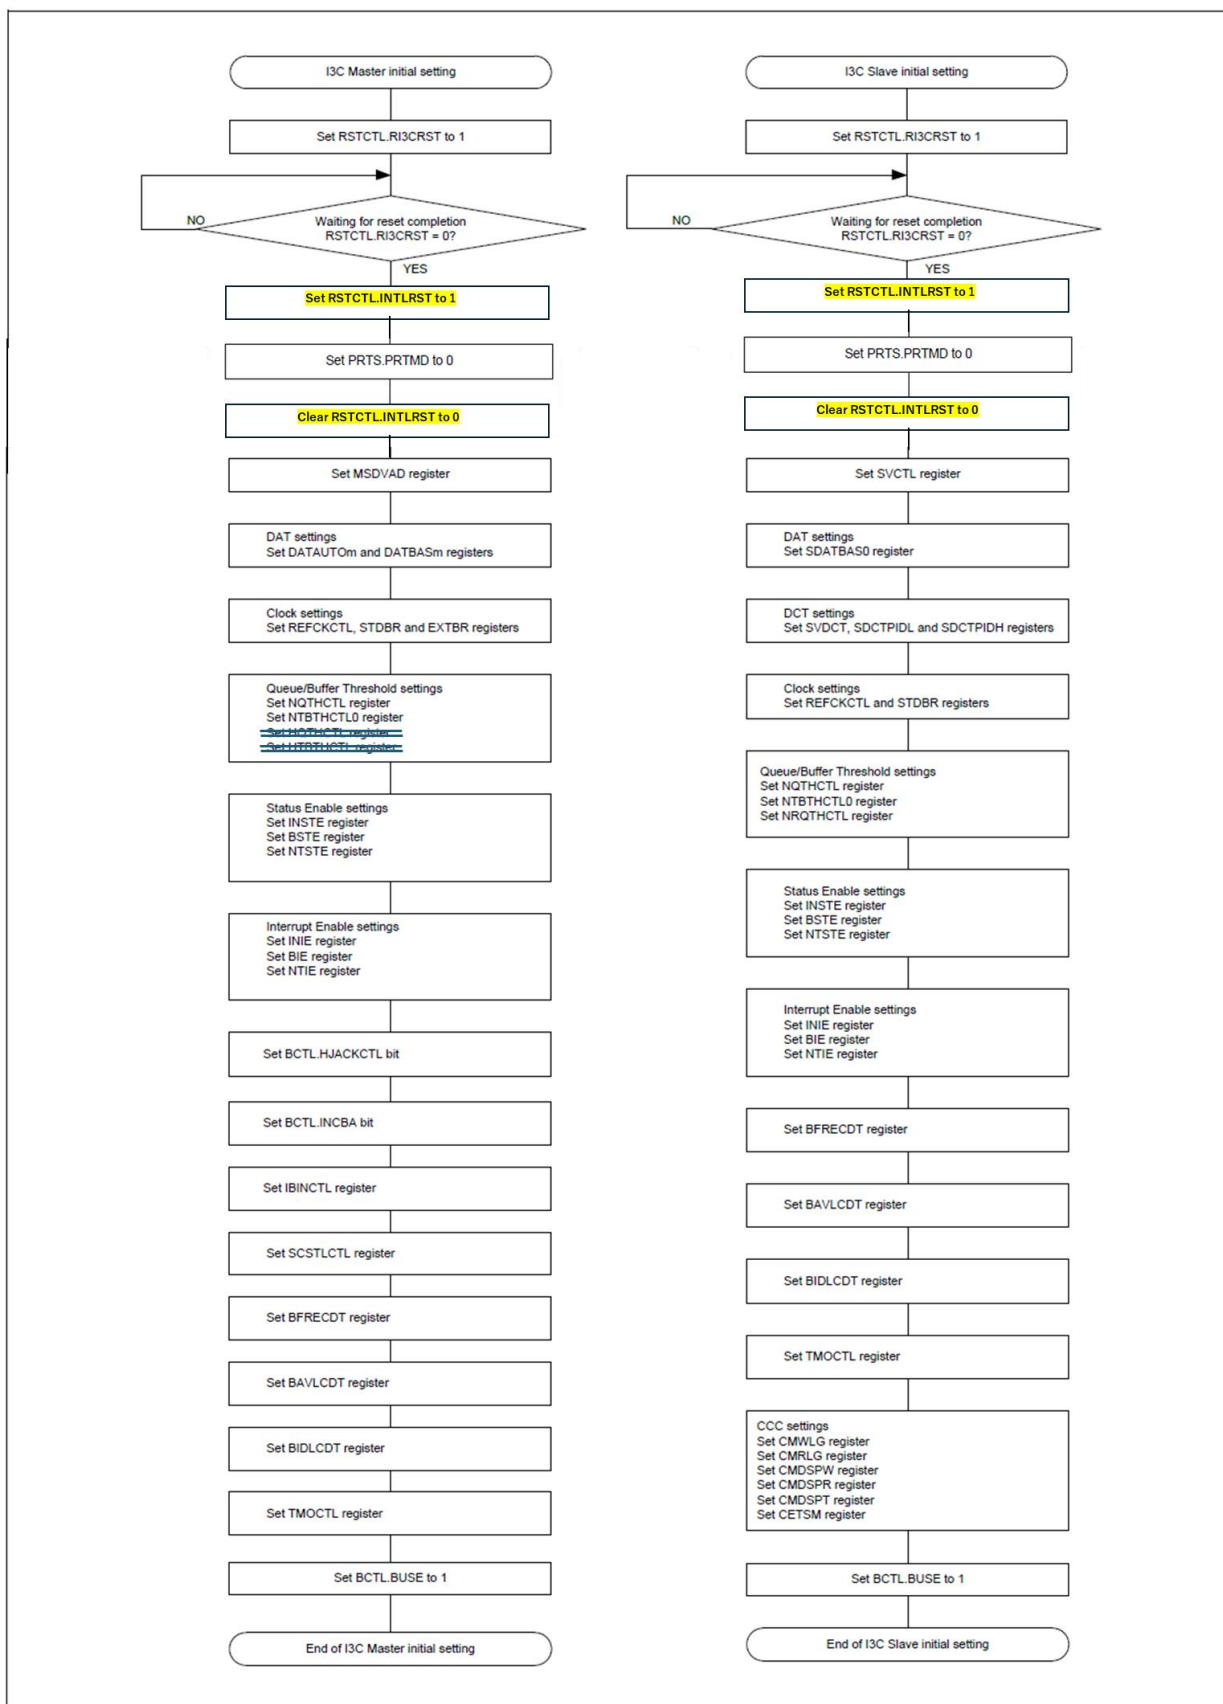 I3C Master initial setting
Set RSTCTL.RI3CRST to 1
NO
Waiting for reset completion
RSTCTL.RI3CRST = 0?
YES
Set RSTCTL.INTLRST to 1
Set PRTS.PRTMD to 0
Clear RSTCTL.INTLRST to 0
Set MSDVAD register
DAT settings
Set DATAUTOm and DATBASm registers
Clock settings
Set REFCKCTL, STDBR and EXTBR registers
Queue/Buffer Threshold settings
Set NQTHCTL register
Set NTBTHCTL0 register
Set HQTHCTL register
Set HTBTHCTL register
Status Enable settings
Set INSTE register
Set BSTE register
Set NTSTE register
Interrupt Enable settings
Set INIE register
Set BIE register
Set NTIE register
Set BCTL.HJACKCTL bit
Set BCTL.INCBA bit
Set IBINCTL register
Set SCSTLCTL register
Set BFRECDT register
Set BAVLCDT register
Set BIDLCDT register
Set TMOCTL register
Set BCTL.BUSE to 1
End of I3C Master initial setting
I3C Slave initial setting
Set RSTCTL.RI3CRST to 1
NO
Waiting for reset completion
RSTCTL.RI3CRST = 0?
YES
Set RSTCTL.INTLRST to 1
Set PRTS.PRTMD to 0
Clear RSTCTL.INTLRST to 0
Set SVCTL register
DAT settings
Set SDATBAS0 register
DCT settings
Set SVDCT, SDCTPIDL and SDCTPIDH registers
Clock settings
Set REFCKCTL and STDBR registers
Queue/Buffer Threshold settings
Set NQTHCTL register
Set NTBTHCTL0 register
Set NRQTHCTL register
Status Enable settings
Set INSTE register
Set BSTE register
Set NTSTE register
Interrupt Enable settings
Set INIE register
Set BIE register
Set NTIE register
Set BFRECDT register
Set BAVLCDT register
Set BIDLCDT register
Set TMOCTL register
CCC settings
Set CMWLG register
Set CMRLG register
Set CMDSPW register
Set CMDSPR register
Set CMDSPT register
Set CETSM register
Set BCTL.BUSE to 1
End of I3C Slave initial setting